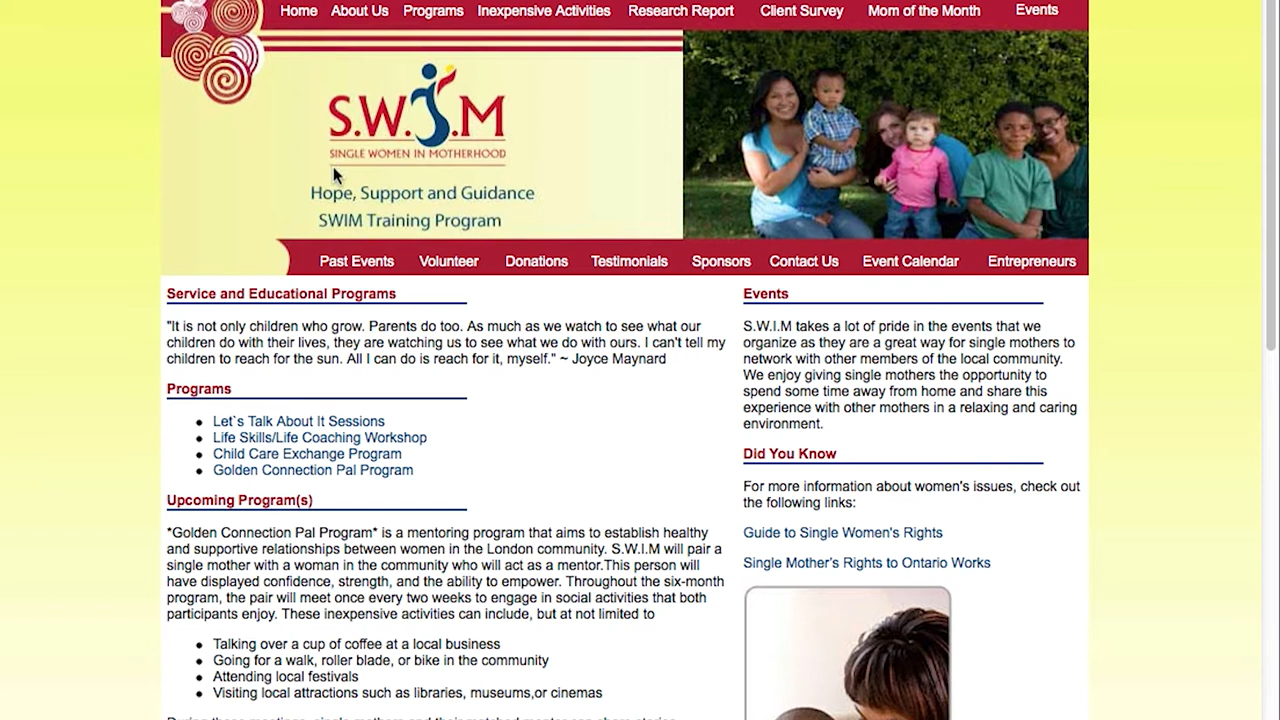 Home About Us Programs Inexpensive Activities Research Report Client Survey Mom of the Month Events
S.W.I.M
SINGLE WOMEN IN MOTHERHOOD
Hope, Support and Guidance
SWIM Training Program
Past Events Volunteer Donations Testimonials Sponsors Contact Us Event Calendar Entrepreneurs
Service and Educational Programs
"It is not only children who grow. Parents do too. As much as we watch to see what our
children do with their lives, they are watching us to see what we do with ours. I can't tell my
children to reach for the sun. All I can do is reach for it, myself." ~ Joyce Maynard
Programs
Let`s Talk About It Sessions
Life Skills/Life Coaching Workshop
Child Care Exchange Program
Golden Connection Pal Program
Upcoming Program(s)
*Golden Connection Pal Program* is a mentoring program that aims to establish healthy
and supportive relationships between women in the London community. S.W.I.M will pair a
single mother with a woman in the community who will act as a mentor.This person will
have displayed confidence, strength, and the ability to empower. Throughout the six-month
program, the pair will meet once every two weeks to engage in social activities that both
participants enjoy. These inexpensive activities can include, but at not limited to
Talking over a cup of coffee at a local business
Going for a walk, roller blade, or bike in the community
Attending local festivals
Visiting local attractions such as libraries, museums,or cinemas
During these meetings, single mothers and their matched mentor can share stories
Events
S.W.I.M takes a lot of pride in the events that we
organize as they are a great way for single mothers to
network with other members of the local community.
We enjoy giving single mothers the opportunity to
spend some time away from home and share this
experience with other mothers in a relaxing and caring
environment.
Did You Know
For more information about women's issues, check out
the following links:
Guide to Single Women's Rights
Single Mother's Rights to Ontario Works